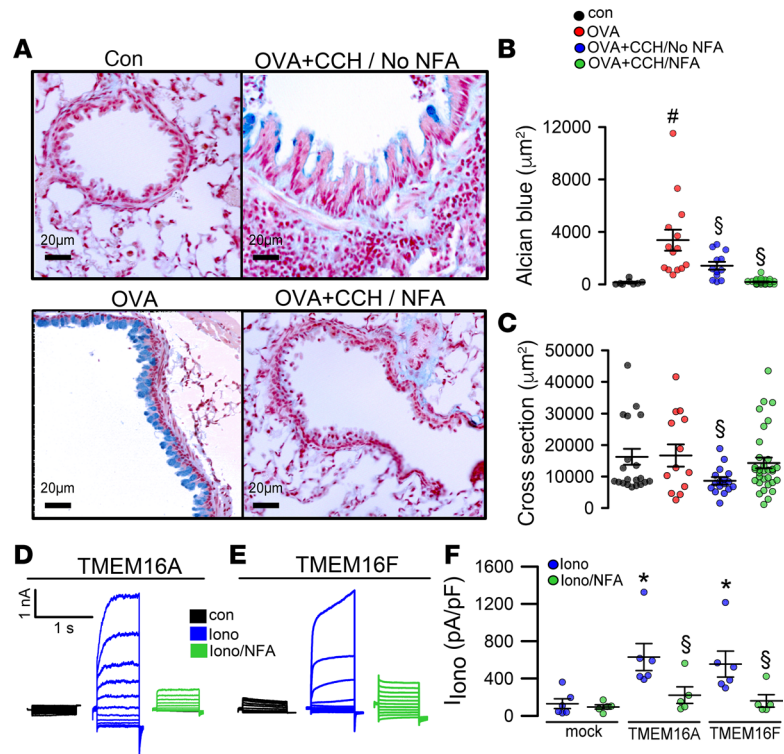 con
OVA
OVA+CCH/No NFA
OVA+CCH/NFA
A
Con
OVA+CCH / No NFA
20µm
20µm
OVA
OVA+CCH / NFA
20µm
20µm
B
Alcian blue (µm²)
12000
8000
4000
0
#
§
§
C
Cross section (µm²)
50000
40000
30000
20000
10000
0
§
D
TMEM16A
1 nA
1 s
E
TMEM16F
con
Iono
Iono/NFA
F
Iono
Iono/NFA
I_Iono (pA/pF)
1600
1200
800
400
0
*
§
*
§
mock
TMEM16A
TMEM16F